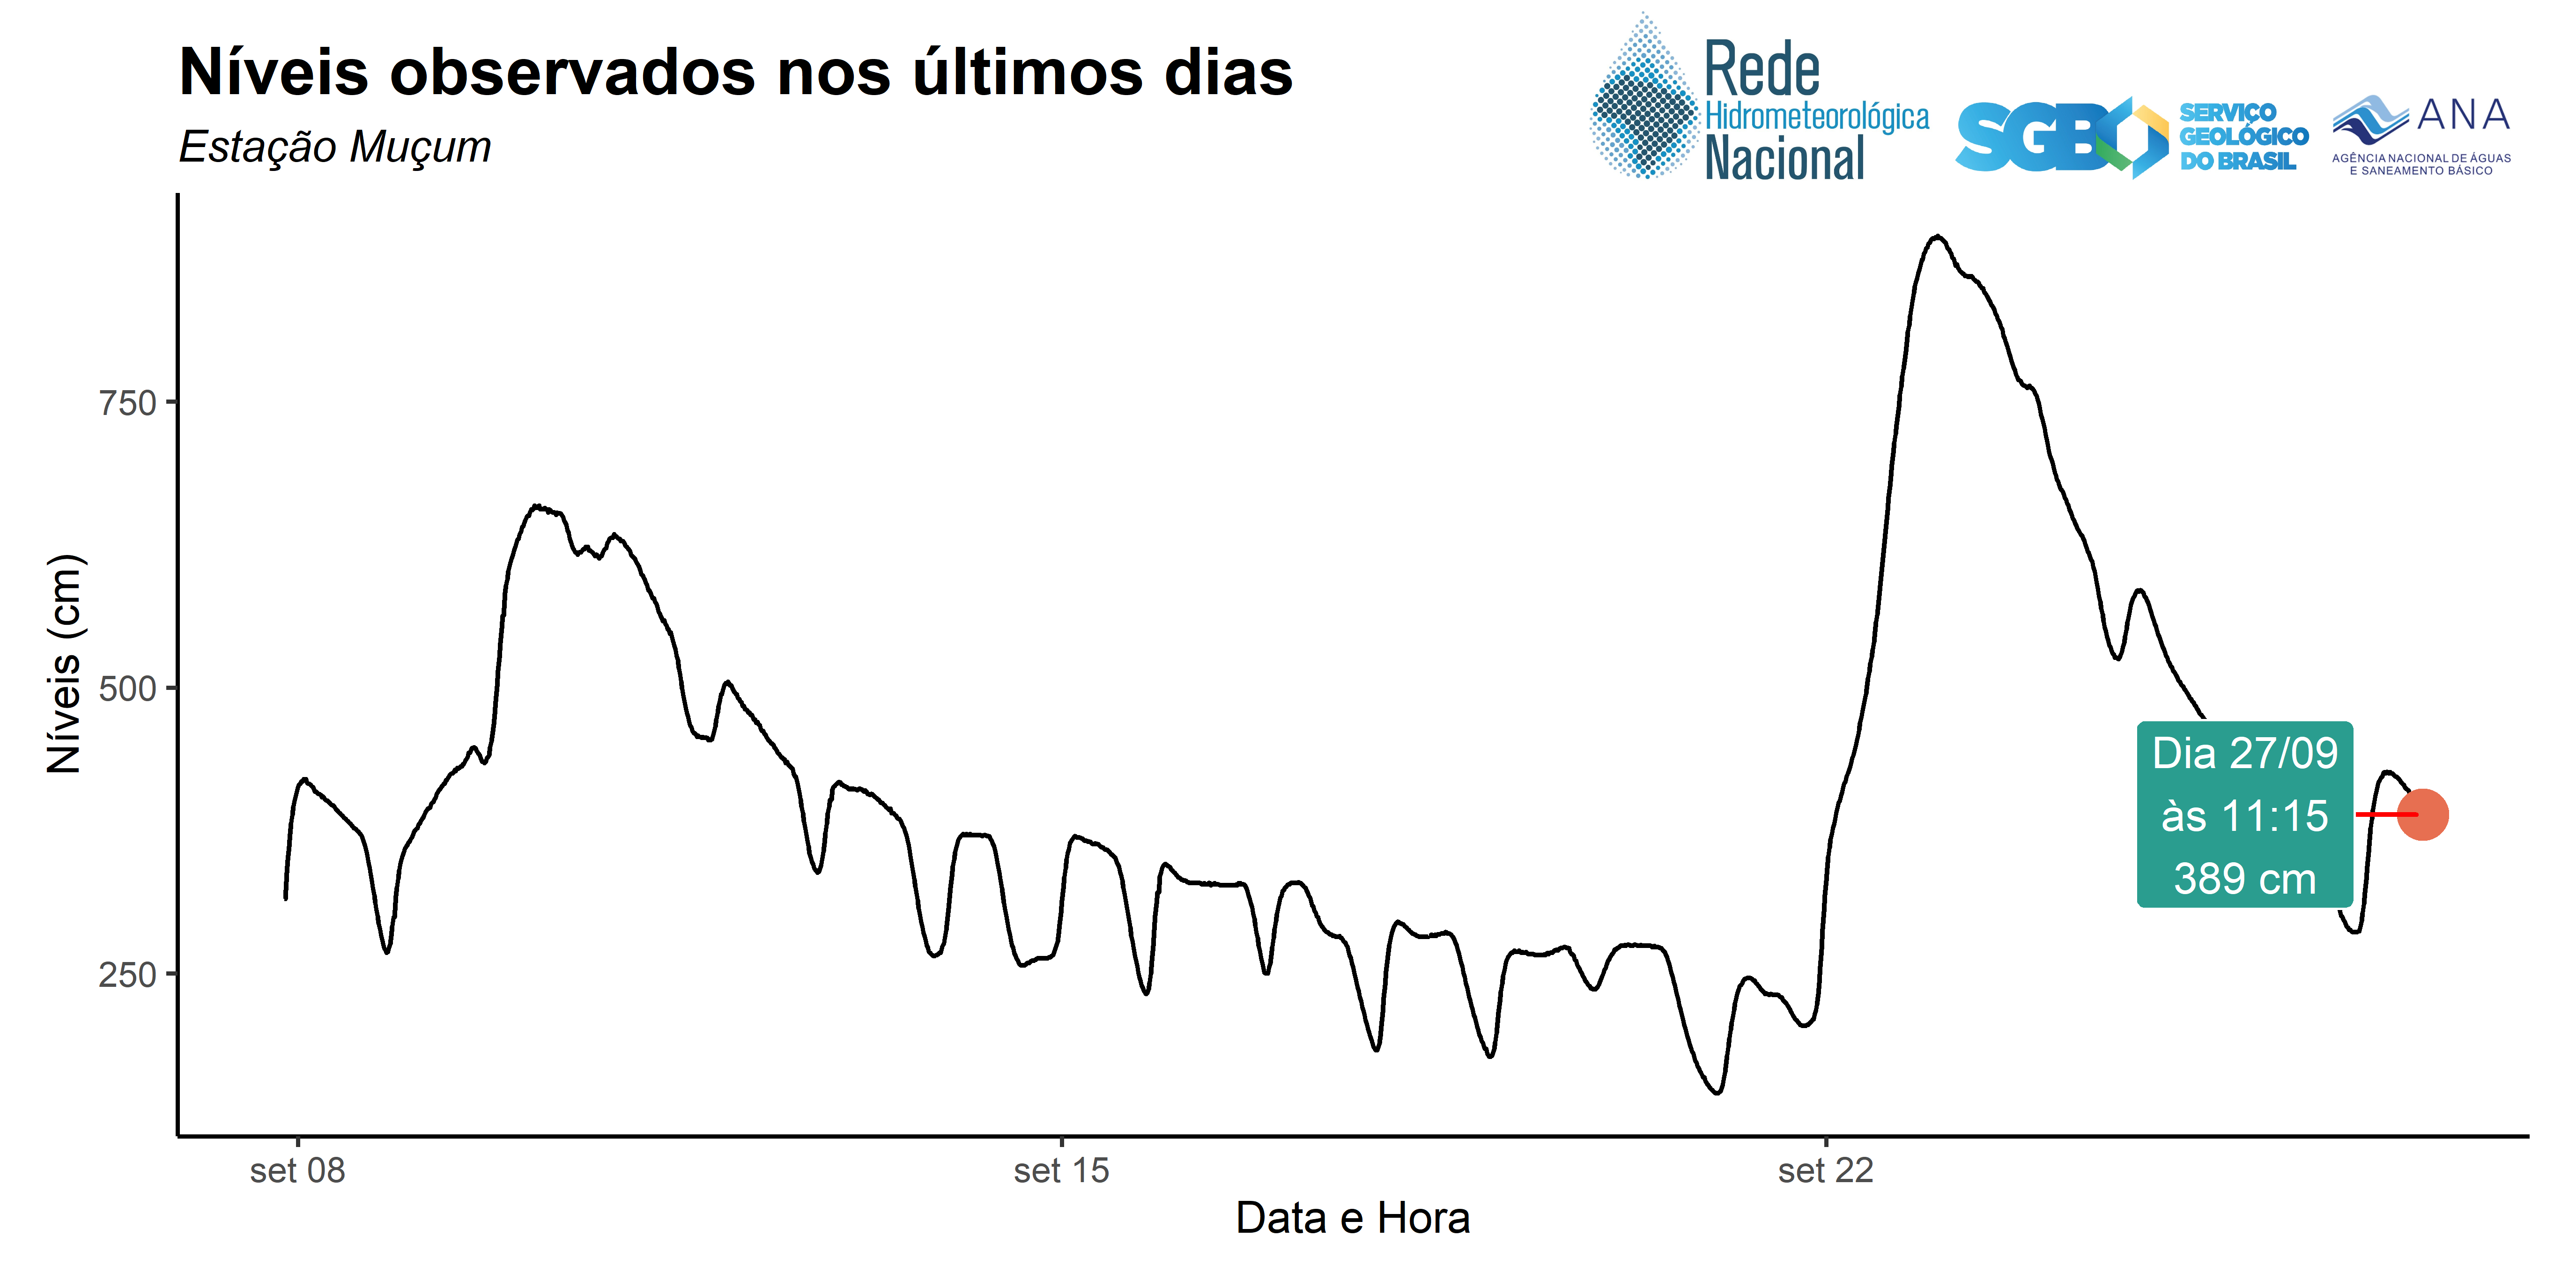 Níveis observados nos últimos dias
Estação Muçum
Rede
Hidrometeorológica
Nacional
SGB
SERVIÇO
GEOLÓGICO
DO BRASIL
ANA
AGÊNCIA NACIONAL DE ÁGUAS
E SANEAMENTO BÁSICO
Níveis (cm)
750
500
250
Dia 27/09
às 11:15
389 cm
set 08
set 15
set 22
Data e Hora